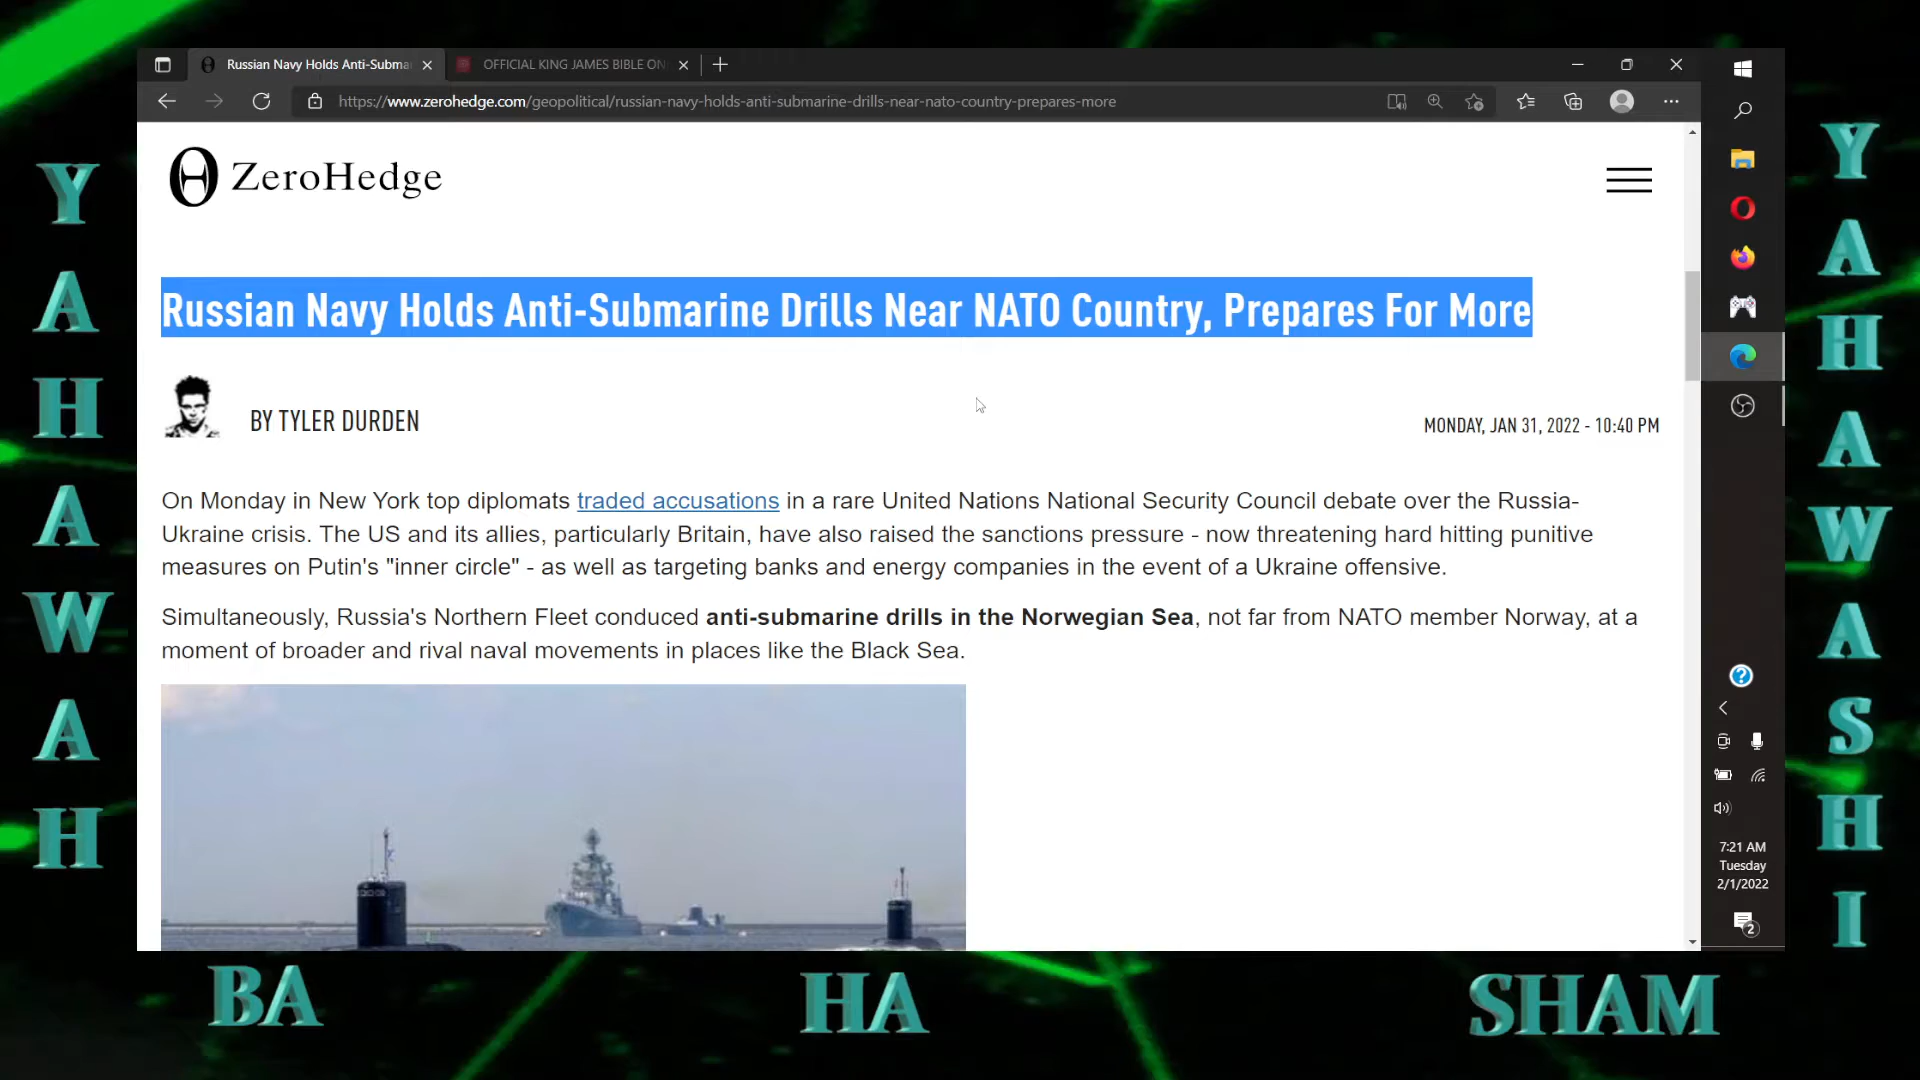 Russian Navy Holds Anti-Subma
OFFICIAL KING JAMES BIBLE ON
https://www.zerohedge.com/geopolitical/russian-navy-holds-anti-submarine-drills-near-nato-country-prepares-more
ZeroHedge
Russian Navy Holds Anti-Submarine Drills Near NATO Country, Prepares For More
BY TYLER DURDEN
MONDAY, JAN 31, 2022 - 10:40 PM
On Monday in New York top diplomats traded accusations in a rare United Nations National Security Council debate over the Russia-
Ukraine crisis. The US and its allies, particularly Britain, have also raised the sanctions pressure - now threatening hard hitting punitive
measures on Putin's "inner circle" - as well as targeting banks and energy companies in the event of a Ukraine offensive.
Simultaneously, Russia's Northern Fleet conduced anti-submarine drills in the Norwegian Sea, not far from NATO member Norway, at a
moment of broader and rival naval movements in places like the Black Sea.
7:21 AM
Tuesday
2/1/2022
2
YAHAWAH
YAHAWASHI
BA HA SHAM